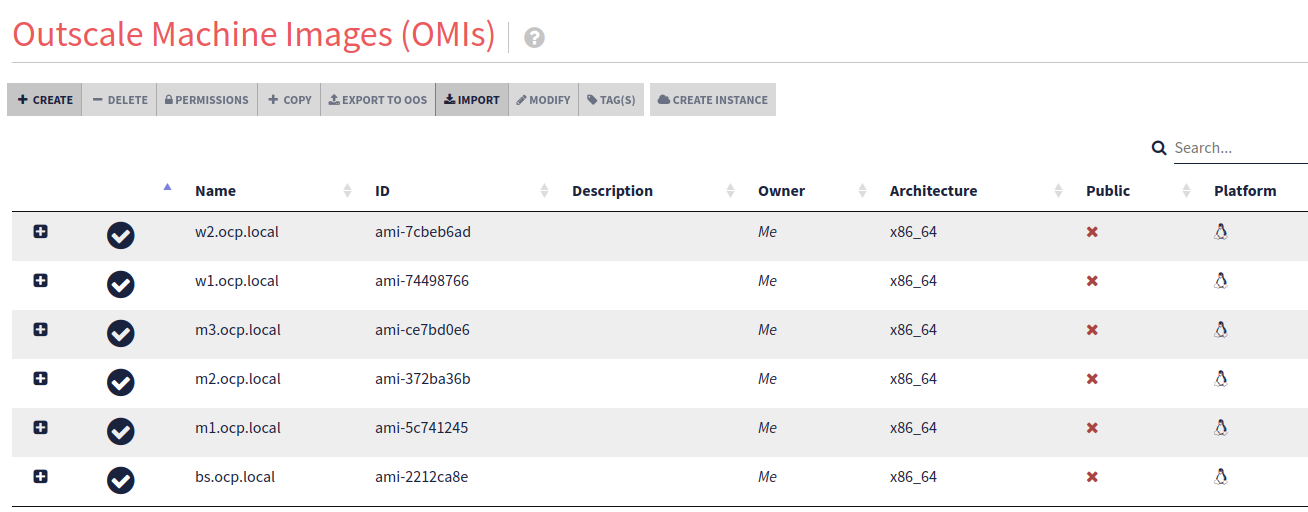 Outscale Machine Images (OMIs) ?
CREATE DELETE PERMISSIONS COPY EXPORT TO OOS IMPORT MODIFY TAG(S) CREATE INSTANCE
Search...
Name ID Description Owner Architecture Public Platform
w2.ocp.local ami-7cbeb6ad Me x86_64
w1.ocp.local ami-74498766 Me x86_64
m3.ocp.local ami-ce7bd0e6 Me x86_64
m2.ocp.local ami-372ba36b Me x86_64
m1.ocp.local ami-5c741245 Me x86_64
bs.ocp.local ami-2212ca8e Me x86_64